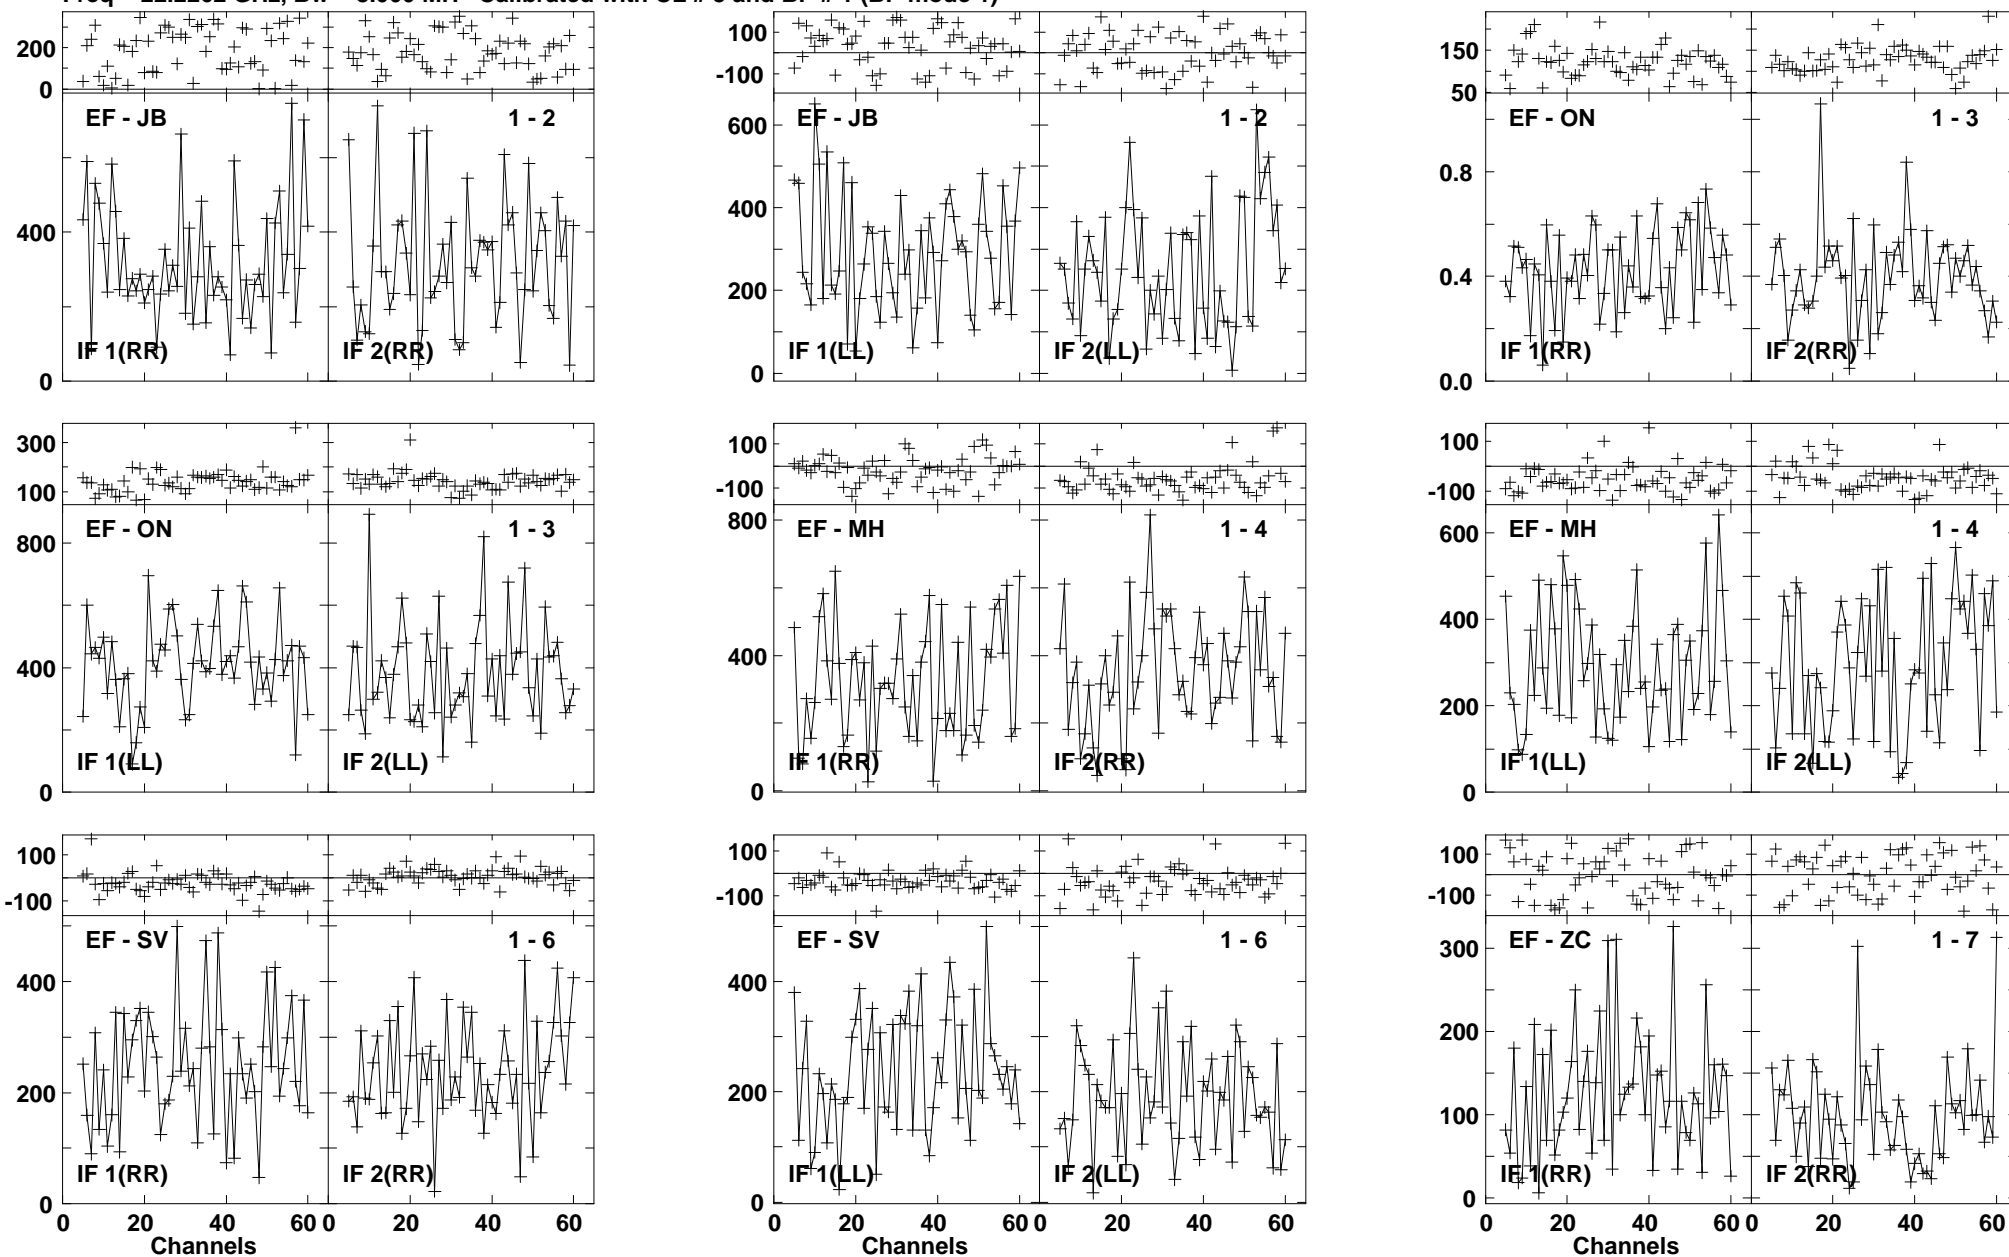 200
0
100
-100
150
50
EF - JB 1 - 2
400
0
IF 1(RR) IF 2(RR)
EF - JB 1 - 2
600
400
200
0
IF 1(LL) IF 2(LL)
EF - ON 1 - 3
0.8
0.4
0.0
IF 1(RR) IF 2(RR)
300
100
100
-100
100
-100
EF - ON 1 - 3
800
400
0
IF 1(LL) IF 2(LL)
EF - MH 1 - 4
800
400
0
IF 1(RR) IF 2(RR)
EF - MH 1 - 4
600
400
200
0
IF 1(LL) IF 2(LL)
100
-100
100
-100
100
-100
EF - SV 1 - 6
400
200
0
IF 1(RR) IF 2(RR)
EF - SV 1 - 6
400
200
0
IF 1(LL) IF 2(LL)
EF - ZC 1 - 7
300
200
100
0
IF 1(RR) IF 2(RR)
0 20 40 60 0 20 40 60
0 20 40 60 0 20 40 60
0 20 40 60 0 20 40 60
Channels
Channels
Channels